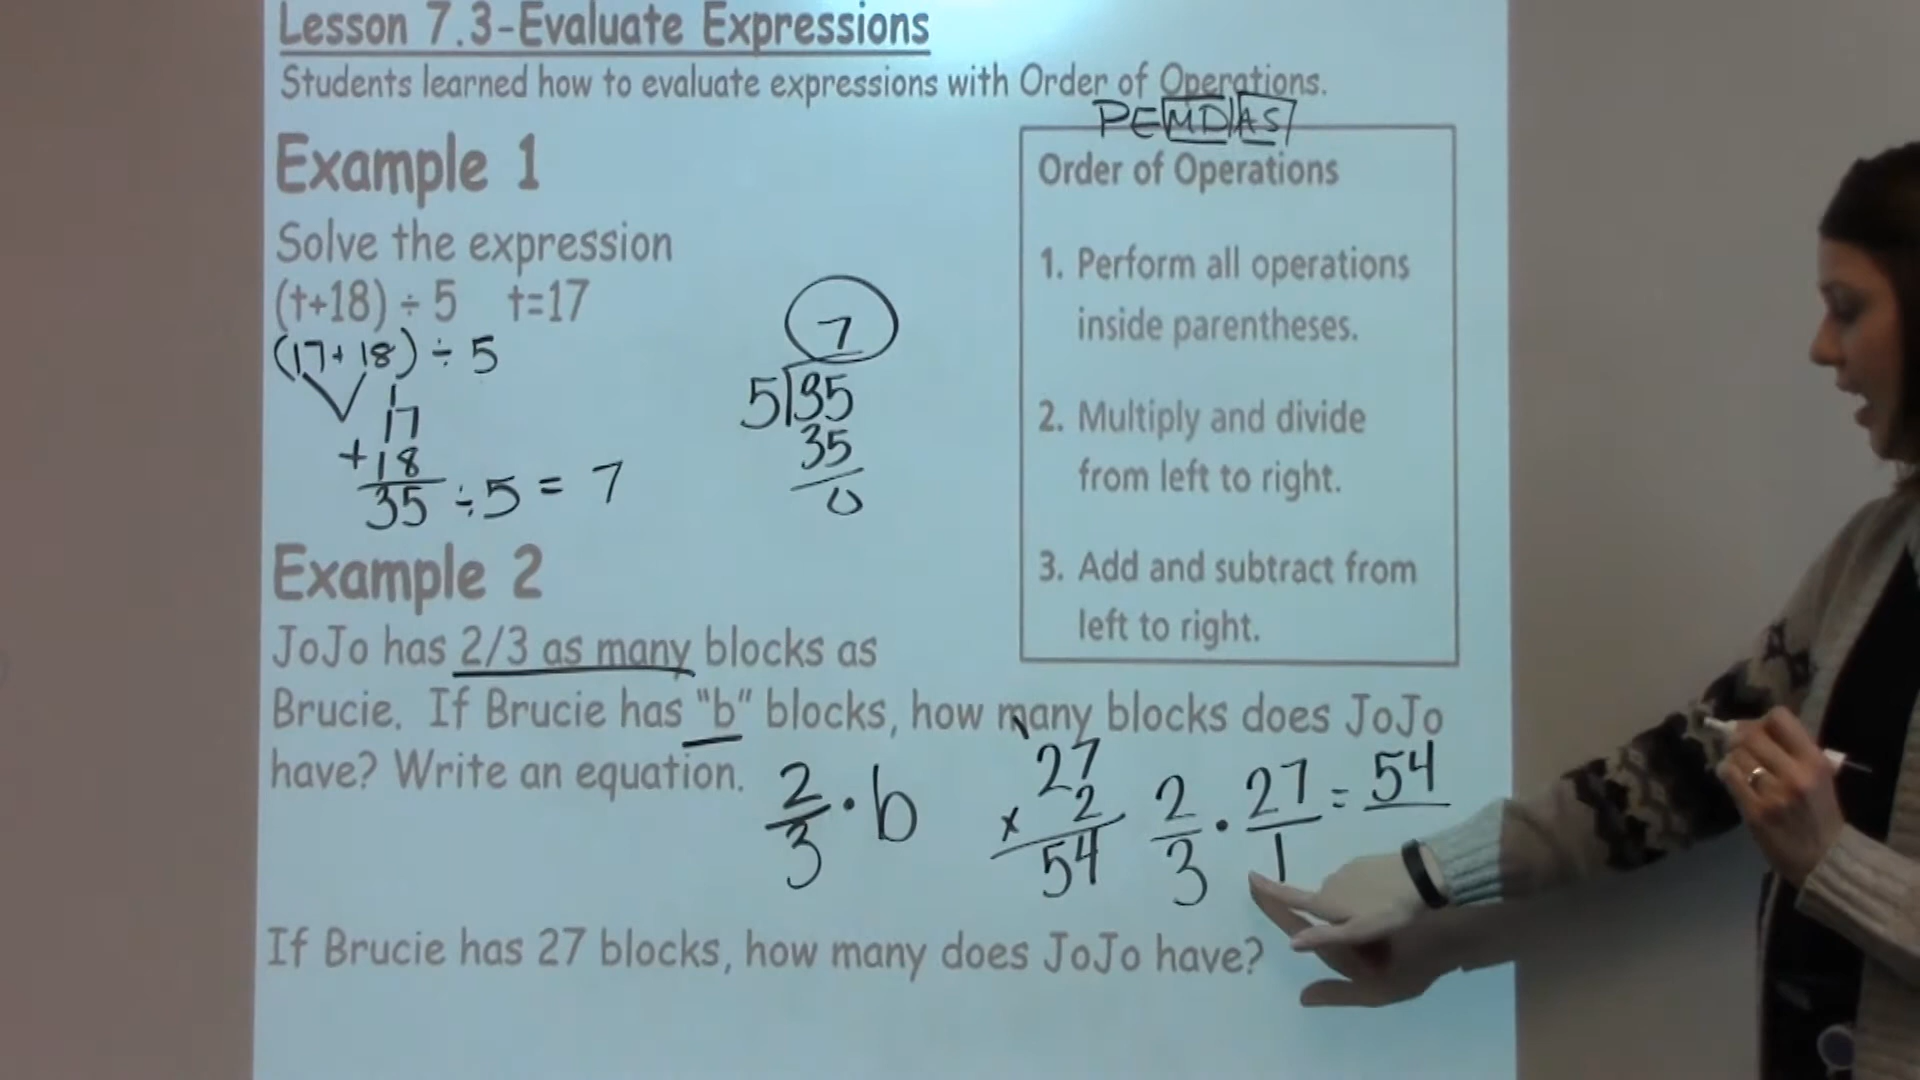 Lesson 7.3-Evaluate Expressions
Students learned how to evaluate expressions with Order of Operations.
PEMDAS
Example 1
Solve the expression
(t+18) ÷ 5 t=17
(17+18) ÷ 5
1
17
+18
35 ÷5 = 7
7
5 35
35
0
Order of Operations
1. Perform all operations
inside parentheses.
2. Multiply and divide
from left to right.
3. Add and subtract from
left to right.
Example 2
JoJo has 2/3 as many blocks as
Brucie. If Brucie has "b" blocks, how many blocks does JoJo
have? Write an equation.
2/3 · b
1
27
x 2
54
2/3 · 27/1 = 54
If Brucie has 27 blocks, how many does JoJo have?